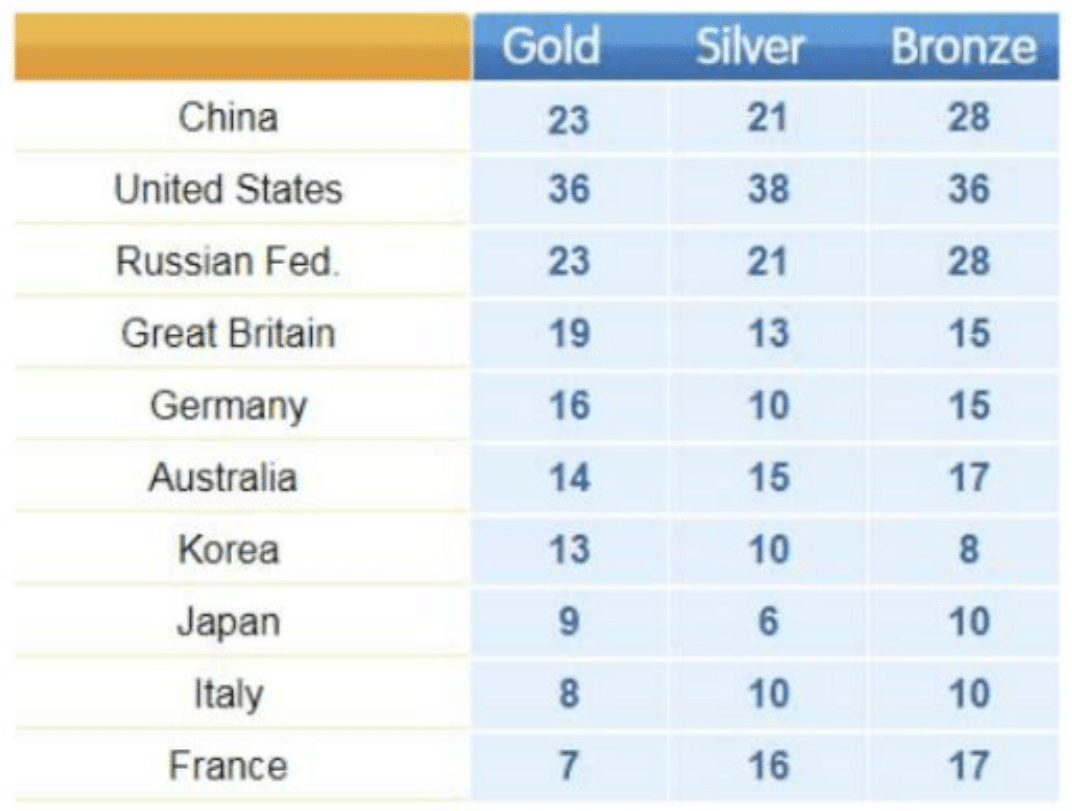 Gold Silver Bronze
China 23 21 28
United States 36 38 36
Russian Fed. 23 21 28
Great Britain 19 13 15
Germany 16 10 15
Australia 14 15 17
Korea 13 10 8
Japan 9 6 10
Italy 8 10 10
France 7 16 17